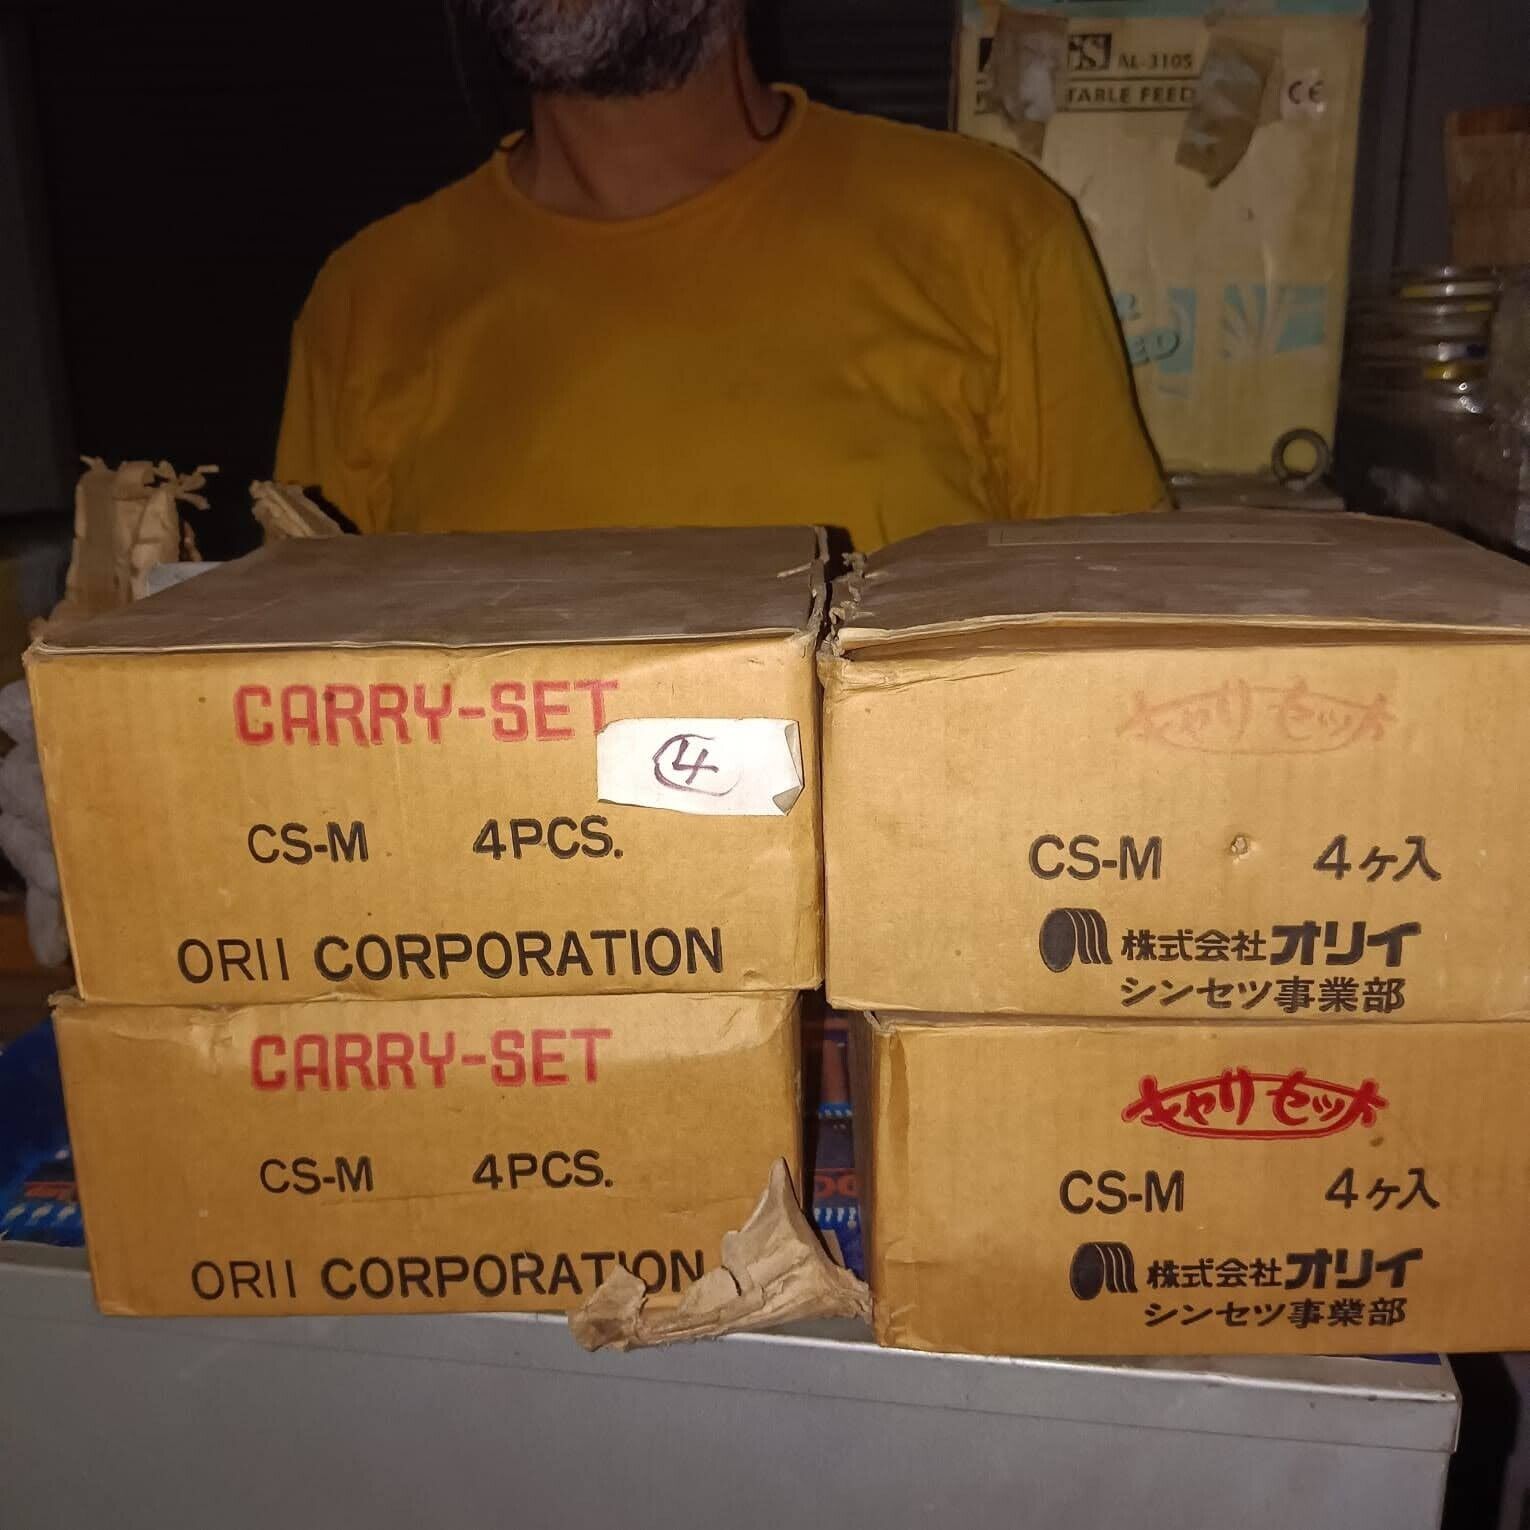 AL-310S
TABLE FEED
CE
CARRY-SET
④
CS-M 4PCS.
ORII CORPORATION
キャリセット
CS-M 4ヶ入
株式会社オリイ
シンセツ事業部
CARRY-SET
CS-M 4PCS.
ORII CORPORATION
キャリセット
CS-M 4ヶ入
株式会社オリイ
シンセツ事業部